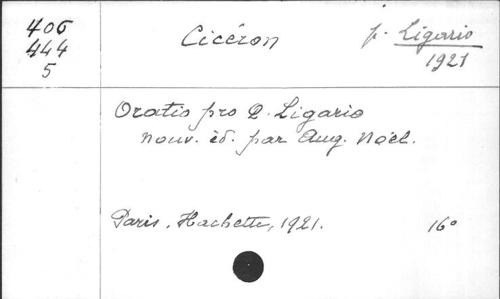 406
444
5
Cicéron
p. Ligario
1921
Oratio pro Q. Ligario
nouv. éd. par Aug. Noël.
Paris. Hachette, 1921.
16°